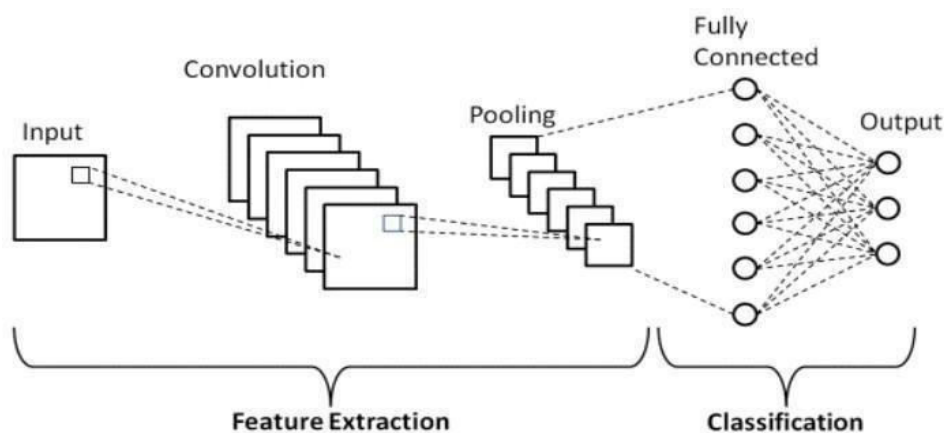 Input
Convolution
Pooling
Fully
Connected
Output
Feature Extraction
Classification